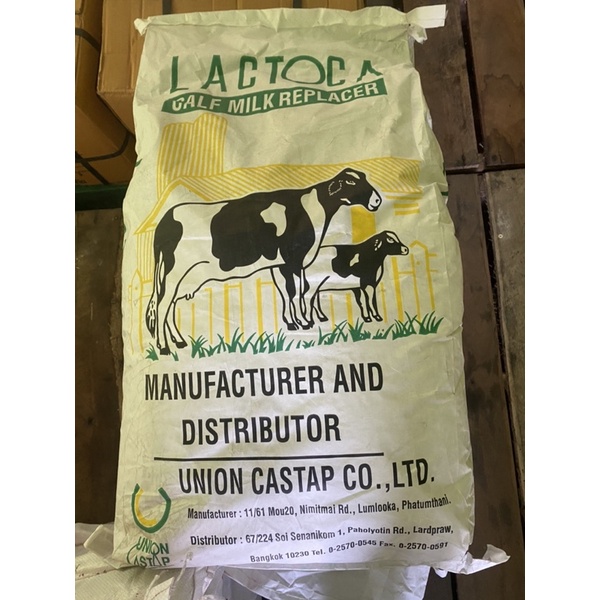 LACTOCA
CALF MILK REPLACER
MANUFACTURER AND
DISTRIBUTOR
UNION CASTAP CO.,LTD.
Manufacturer : 11/61 Mou20, Nimitmai Rd., Lumlooka, Phatumthani.
Distributor : 67/224 Soi Senanikom 1, Paholyotin Rd., Lardpraw,
Bangkok 10230 Tel. 0-2570-0545 Fax. 0-2570-0591
UNION
CASTAP